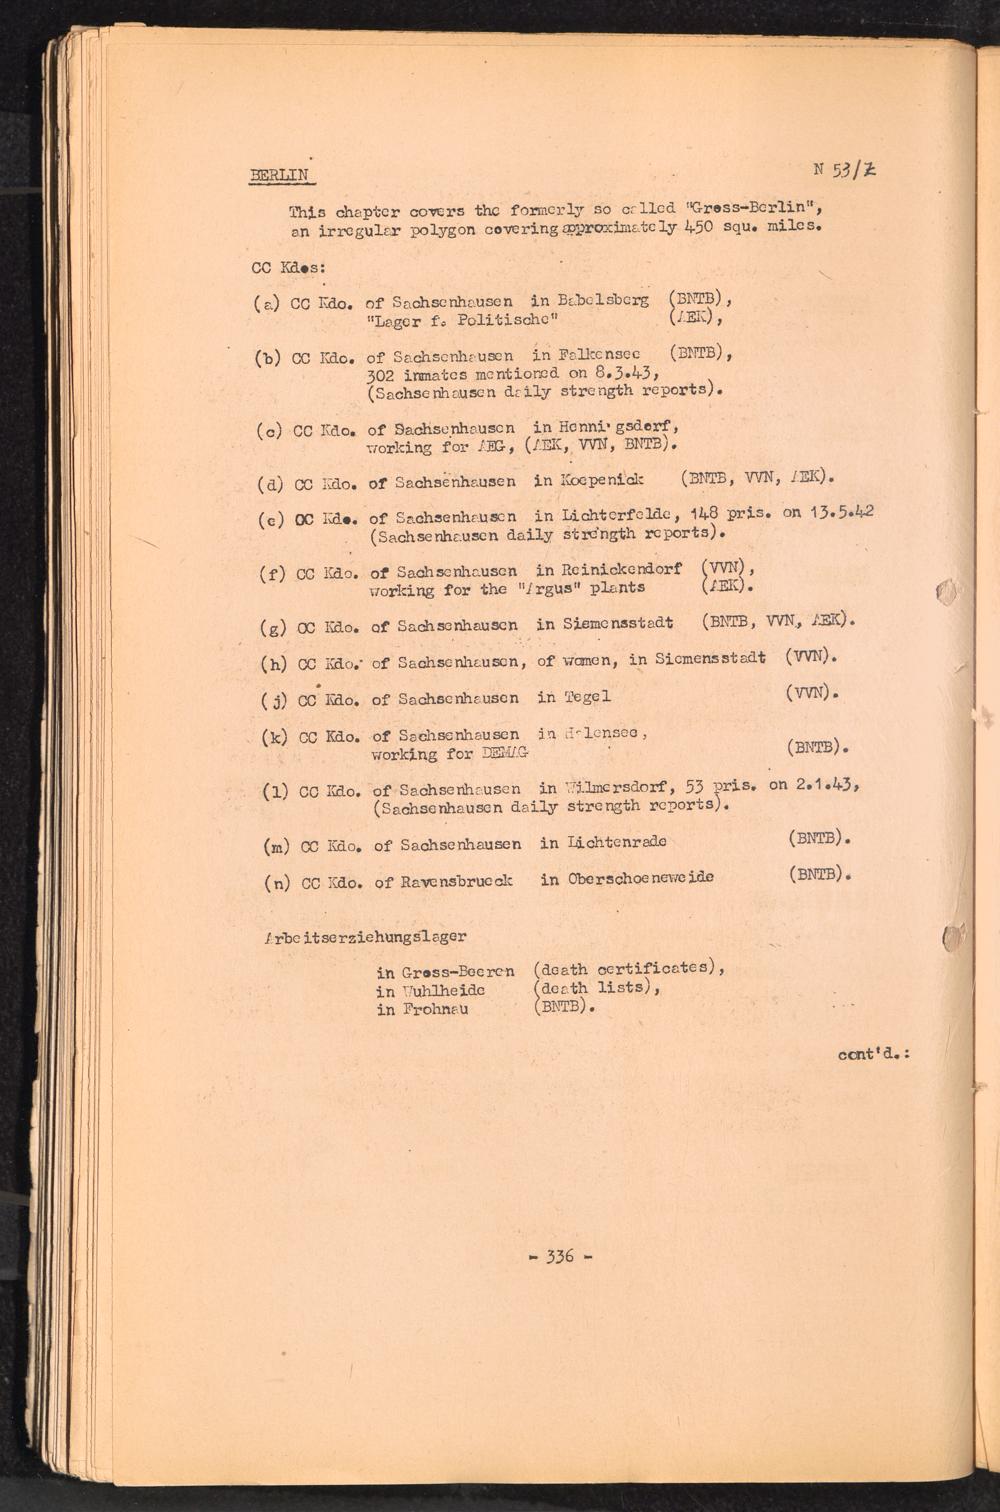 BERLIN N 53/Z
This chapter covers the formerly so called "Gross-Berlin",
an irregular polygon covering approximately 450 squ. miles.
CC Kdos:
(a) CC Kdo. of Sachsenhausen in Babelsberg (BNTB),
"Lager f. Politische" (AEK),
(b) CC Kdo. of Sachsenhausen in Falkensee (BNTB),
302 inmates mentioned on 8.3.43,
(Sachsenhausen daily strength reports).
(c) CC Kdo. of Sachsenhausen in Hennigsdorf,
working for AEG, (AEK, VVN, BNTB).
(d) CC Kdo. of Sachsenhausen in Koepenick (BNTB, VVN, AEK).
(e) CC Kdo. of Sachsenhausen in Lichterfelde, 148 pris. on 13.5.42
(Sachsenhausen daily strength reports).
(f) CC Kdo. of Sachsenhausen in Reinickendorf (VVN),
working for the "Argus" plants (AEK).
(g) CC Kdo. of Sachsenhausen in Siemensstadt (BNTB, VVN, AEK).
(h) CC Kdo. of Sachsenhausen, of women, in Siemensstadt (VVN).
(j) CC Kdo. of Sachsenhausen in Tegel (VVN).
(k) CC Kdo. of Sachsenhausen in Halensee,
working for DEMAG (BNTB).
(l) CC Kdo. of Sachsenhausen in Wilmersdorf, 53 pris. on 2.1.43,
(Sachsenhausen daily strength reports).
(m) CC Kdo. of Sachsenhausen in Lichtenrade (BNTB).
(n) CC Kdo. of Ravensbrueck in Oberschoeneweide (BNTB).
Arbeitserziehungslager
in Gross-Beeren (death certificates),
in Wuhlheide (death lists),
in Frohnau (BNTB).
cont'd.:
- 336 -